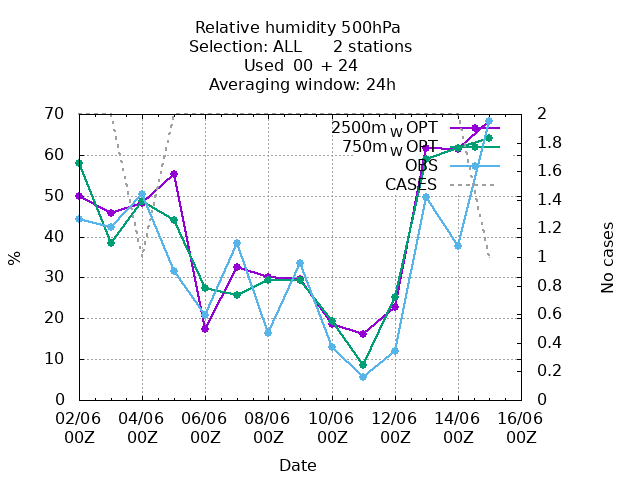 Relative humidity 500hPa
Selection: ALL 2 stations
Used 00 + 24
Averaging window: 24h
70 2
60 1.8
1.6
50 1.4
40 1.2
30 1
0.8
20 0.6
10 0.4
0.2
0 0
2500m W OPT
750m W OPT
OBS
CASES
%
No cases
02/06 04/06 06/06 08/06 10/06 12/06 14/06 16/06
00Z 00Z 00Z 00Z 00Z 00Z 00Z 00Z
Date